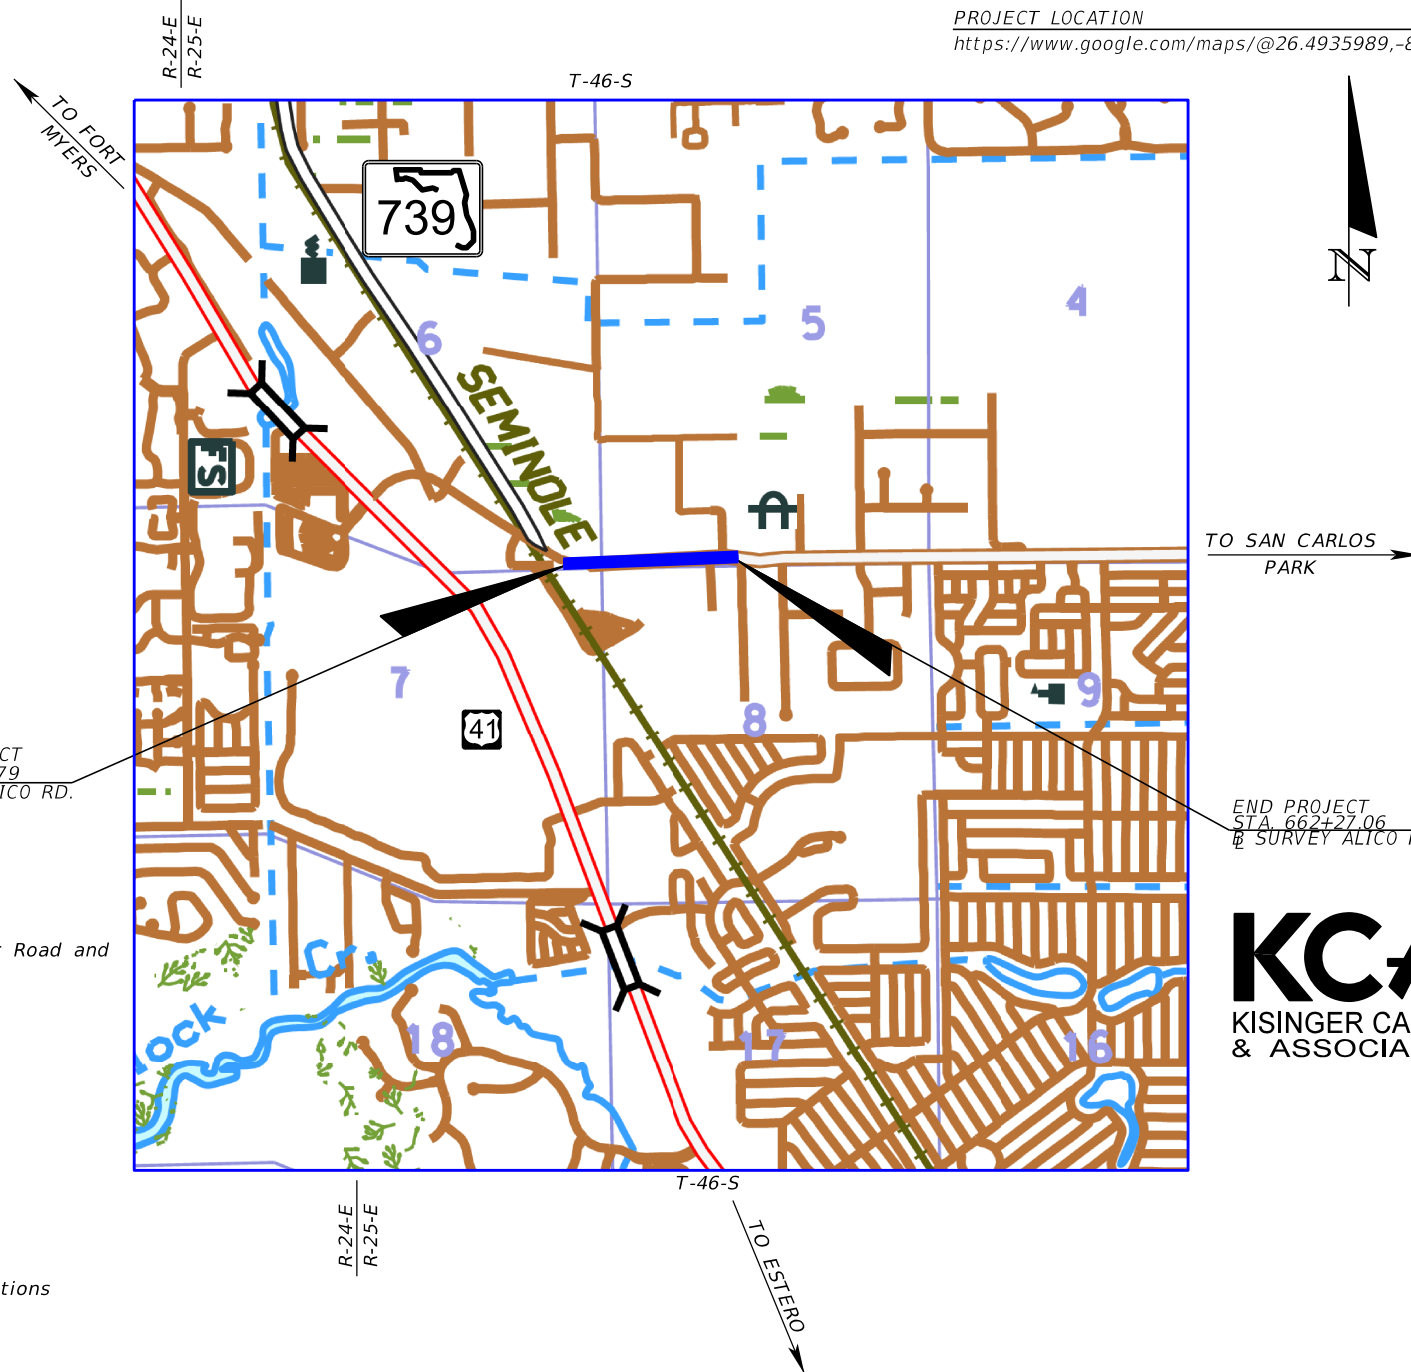 PROJECT LOCATION
https://www.google.com/maps/@26.4935989,-8
R-24-E
R-25-E
T-46-S
TO FORT
MYERS
N
739
6
5
4
SEMINOLE
FS
TO SAN CARLOS
PARK
7
41
8
9
CT
79
ICO RD.
END PROJECT
STA. 662+27.06
BL SURVEY ALICO
Road and
Cr.
ock
18
17
16
KCA
KISINGER CA
& ASSOCIA
T-46-S
R-24-E
R-25-E
TO ESTERO
tions